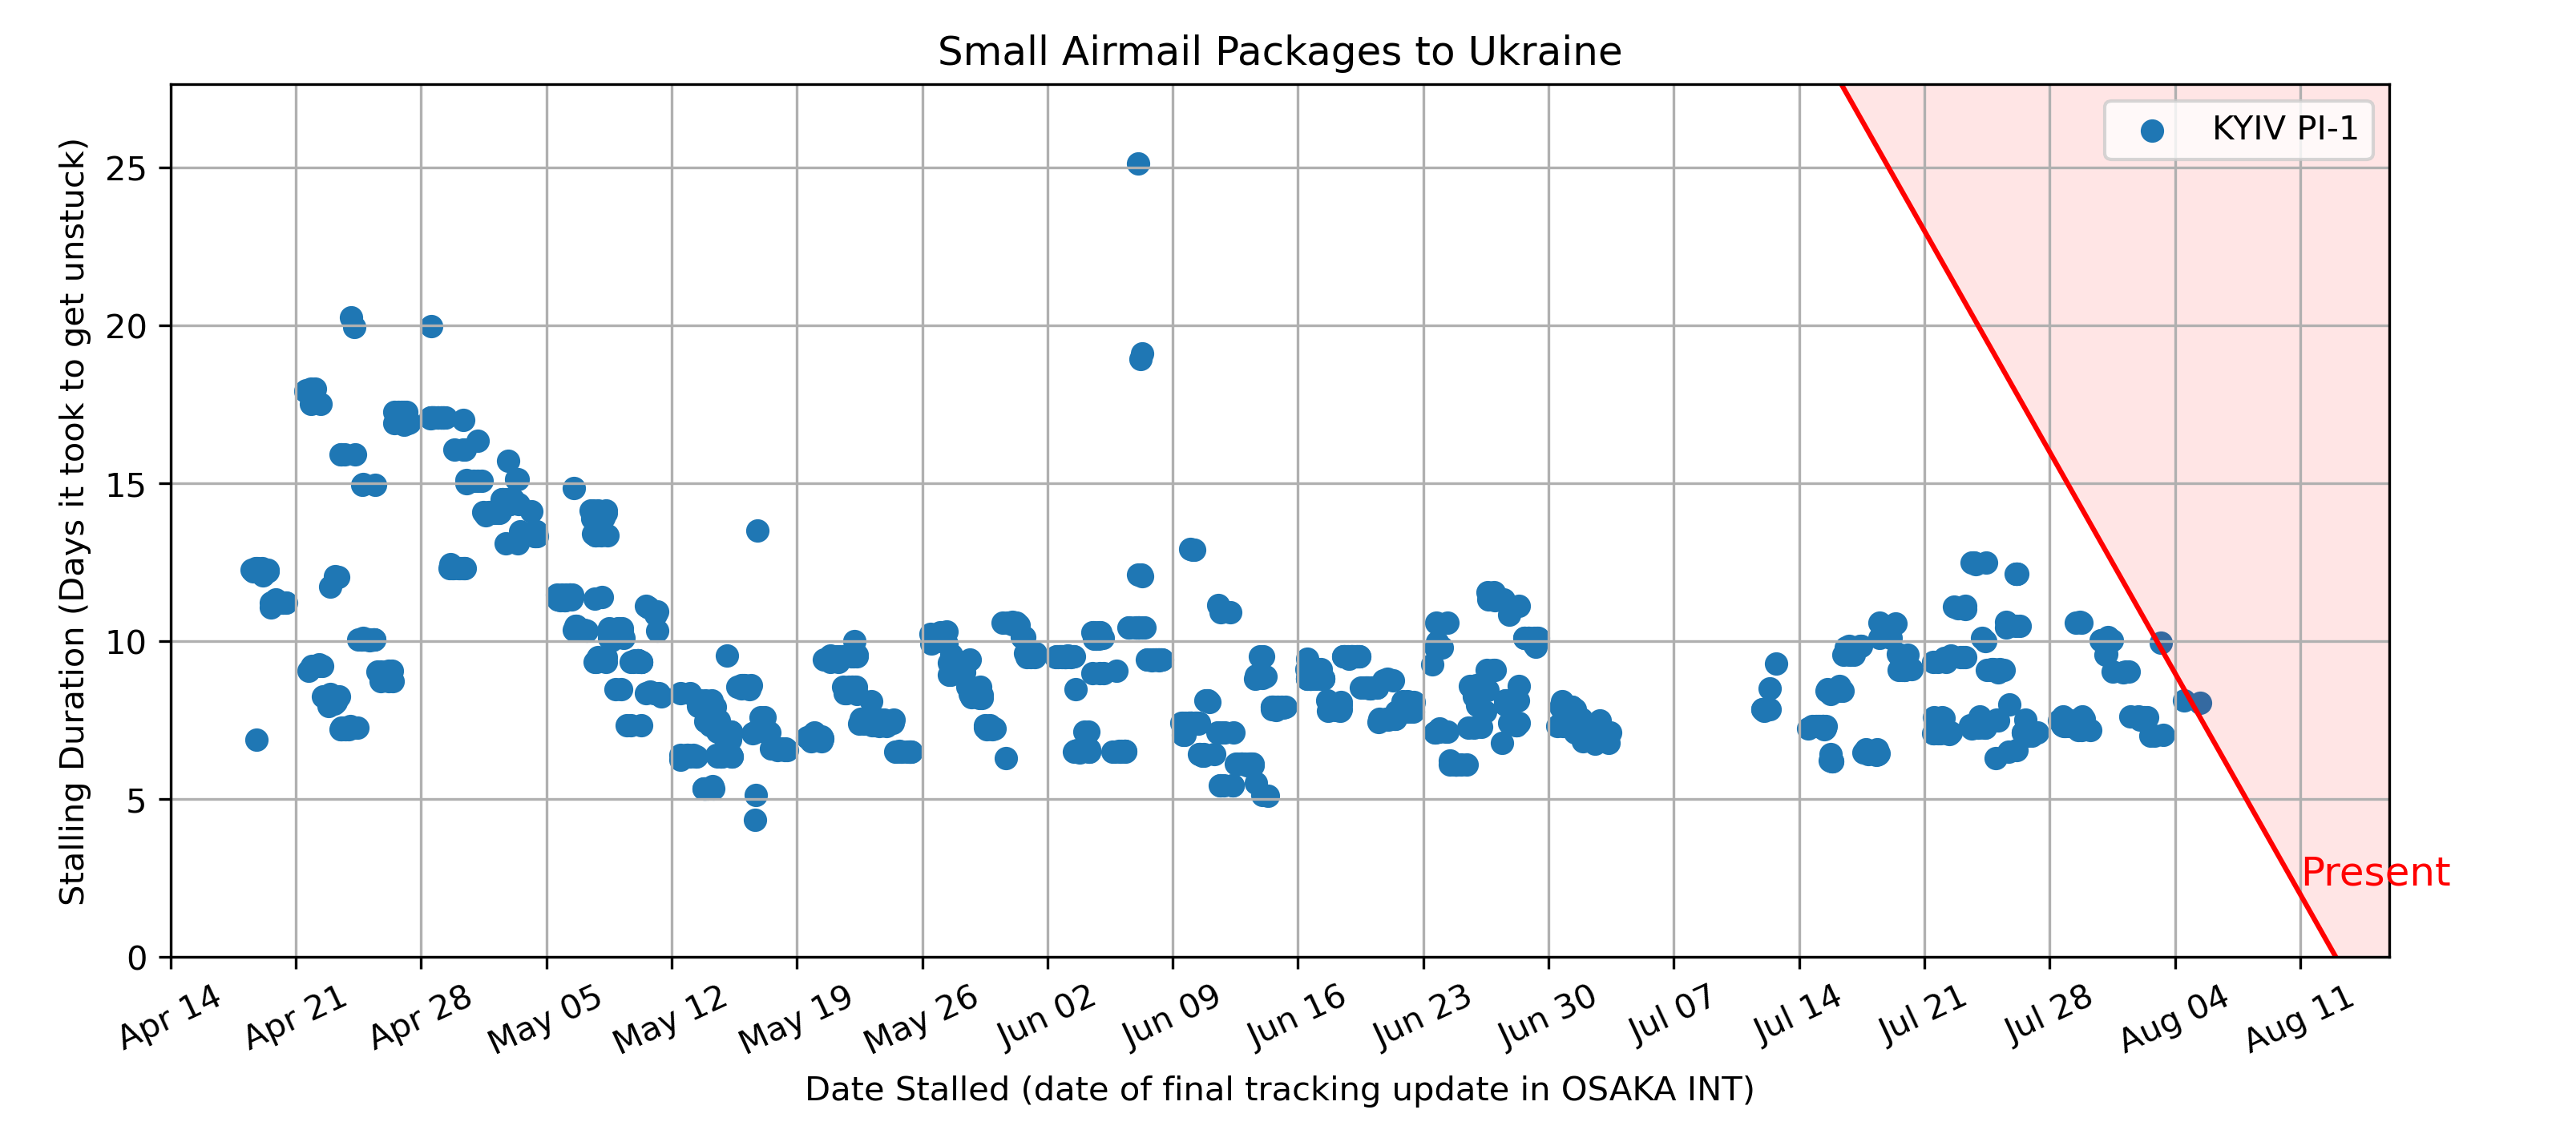 Small Airmail Packages to Ukraine
KYIV PI-1
Stalling Duration (Days it took to get unstuck)
25
20
15
10
5
0
Present
Apr 14
Apr 21
Apr 28
May 05
May 12
May 19
May 26
Jun 02
Jun 09
Jun 16
Jun 23
Jun 30
Jul 07
Jul 14
Jul 21
Jul 28
Aug 04
Aug 11
Date Stalled (date of final tracking update in OSAKA INT)